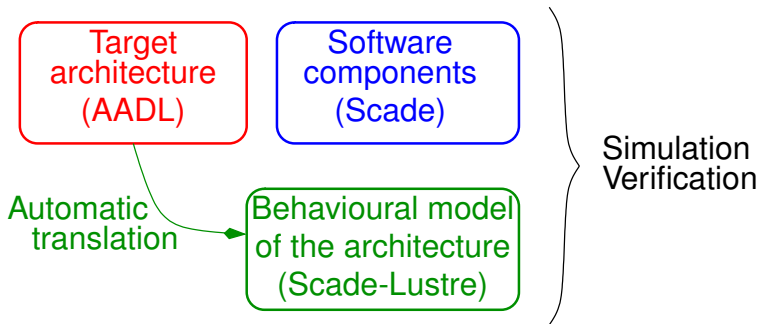 Target
architecture
(AADL)
Software
components
(Scade)
Simulation
Verification
Automatic
translation
Behavioural model
of the architecture
(Scade-Lustre)